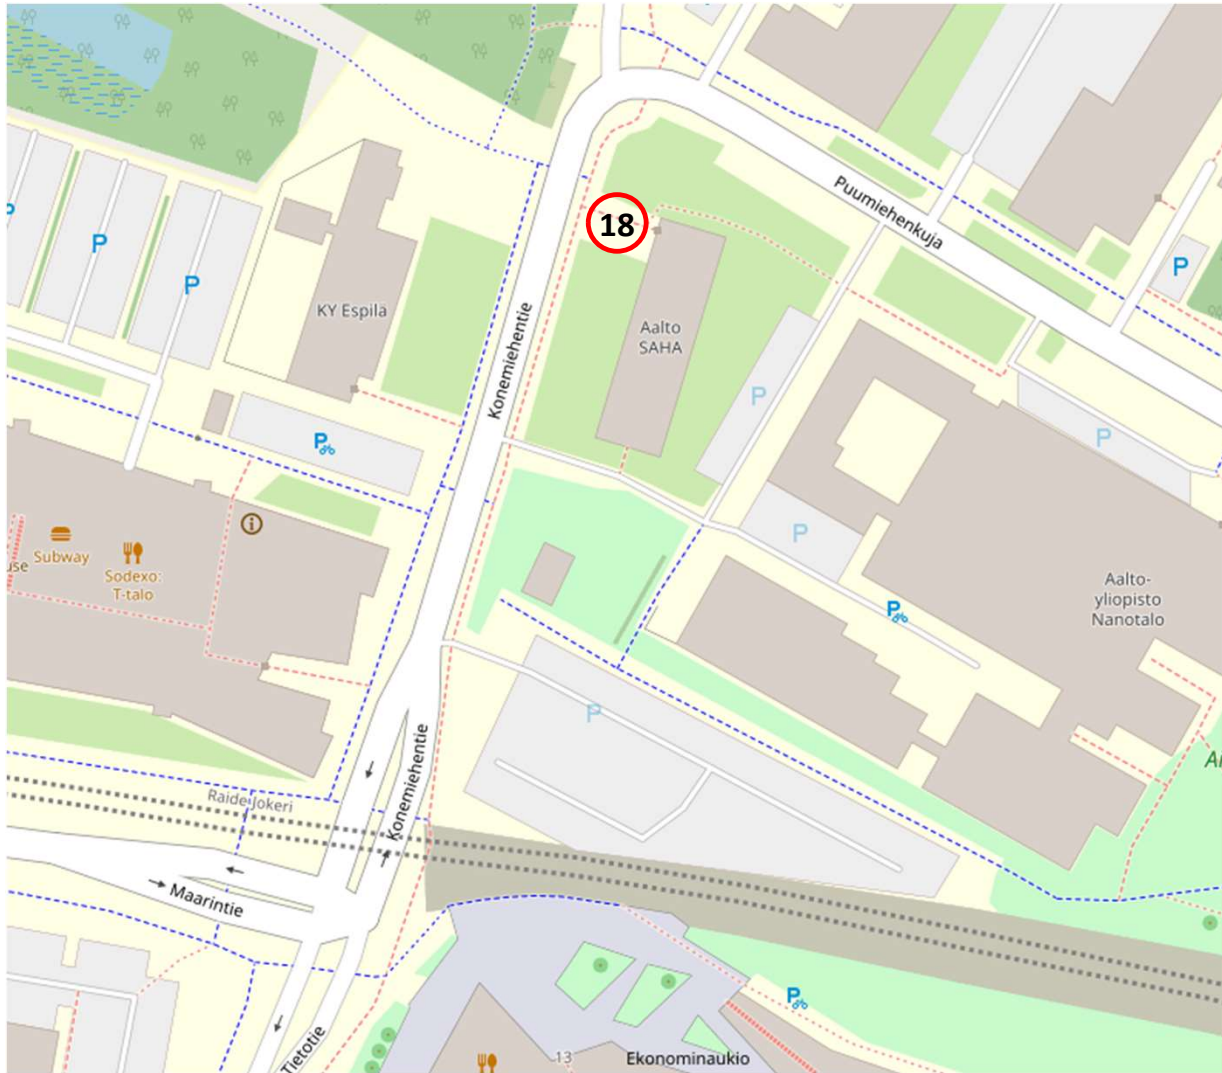 P
Puumiehenkuja
18
P
P
P
P
KY Espilä
Aalto
SAHA
Konemiehentie
P
P
P
P
Subway
Sodexo:
T-talo
use
P
Aalto-
yliopisto
Nanotalo
P
Konemiehentie
Raide-Jokeri
Maarintie
Tietotie
P
13
Ekonominaukio